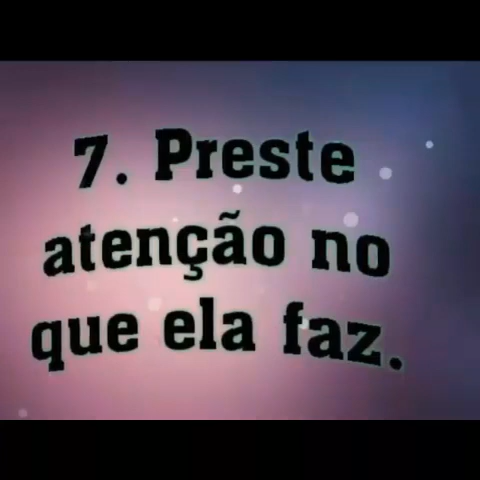 7. Preste
atenção no
que ela faz.